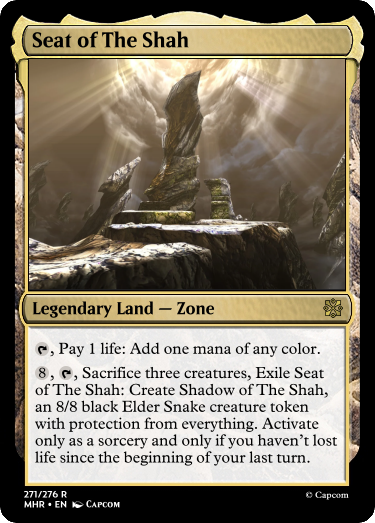 Seat of The Shah
Legendary Land — Zone
, Pay 1 life: Add one mana of any color.
8, , Sacrifice three creatures, Exile Seat
of The Shah: Create Shadow of The Shah,
an 8/8 black Elder Snake creature token
with protection from everything. Activate
only as a sorcery and only if you haven't lost
life since the beginning of your last turn.
271/276 R
MHR • EN Capcom
© Capcom